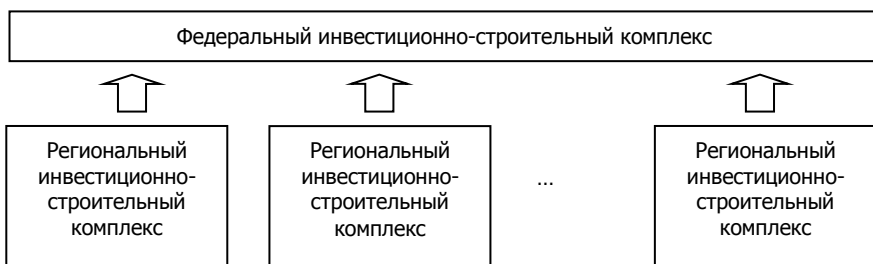 Федеральный инвестиционно-строительный комплекс
Региональный
инвестиционно-
строительный
комплекс
Региональный
инвестиционно-
строительный
комплекс
...
Региональный
инвестиционно-
строительный
комплекс